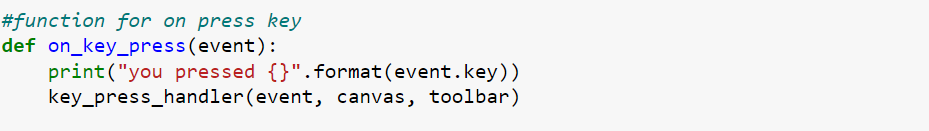 #function for on press key
def on_key_press(event):
    print("you pressed {}".format(event.key))
    key_press_handler(event, canvas, toolbar)